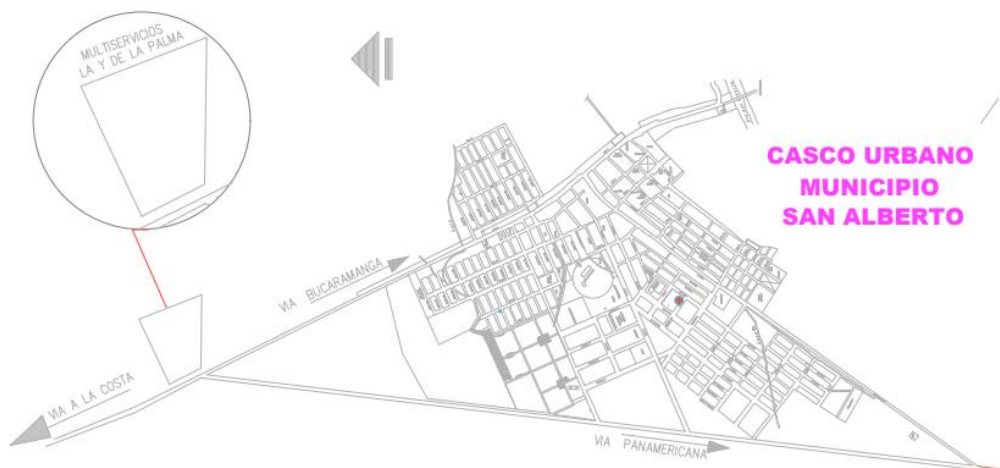 MULTISERVICIOS
LA Y DE LA PALMA
CASCO URBANO
MUNICIPIO
SAN ALBERTO
VIA BUCARAMANGA
VIA A LA COSTA
VIA PANAMERICANA